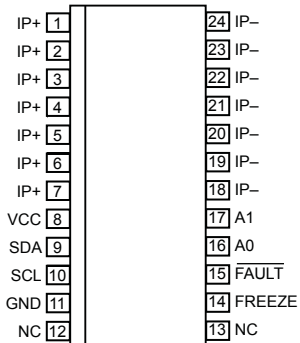 IP+ 1 24 IP–
IP+ 2 23 IP–
IP+ 3 22 IP–
IP+ 4 21 IP–
IP+ 5 20 IP–
IP+ 6 19 IP–
IP+ 7 18 IP–
VCC 8 17 A1
SDA 9 16 A0
SCL 10 15 FAULT
GND 11 14 FREEZE
NC 12 13 NC